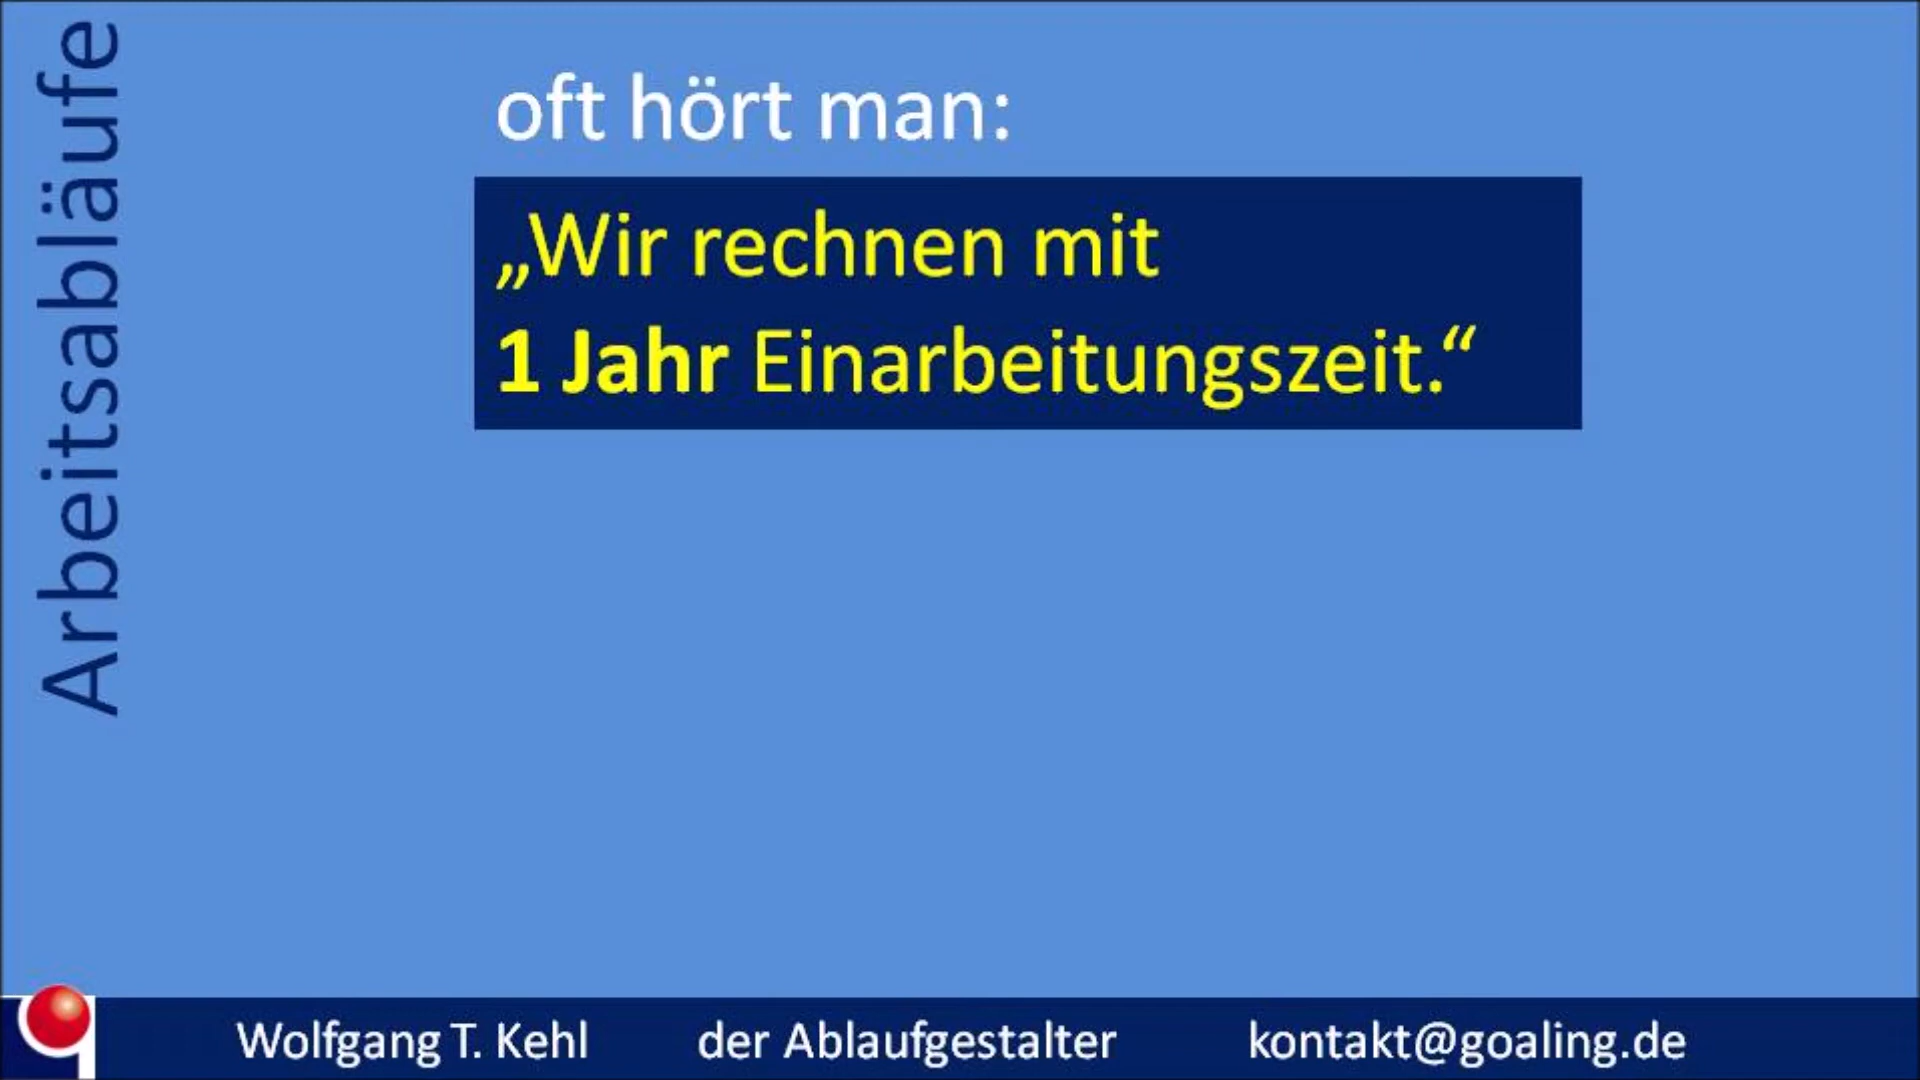 Arbeitsabläufe
oft hört man:
„Wir rechnen mit
1 Jahr Einarbeitungszeit.“
Wolfgang T. Kehl der Ablaufgestalter kontakt@goaling.de